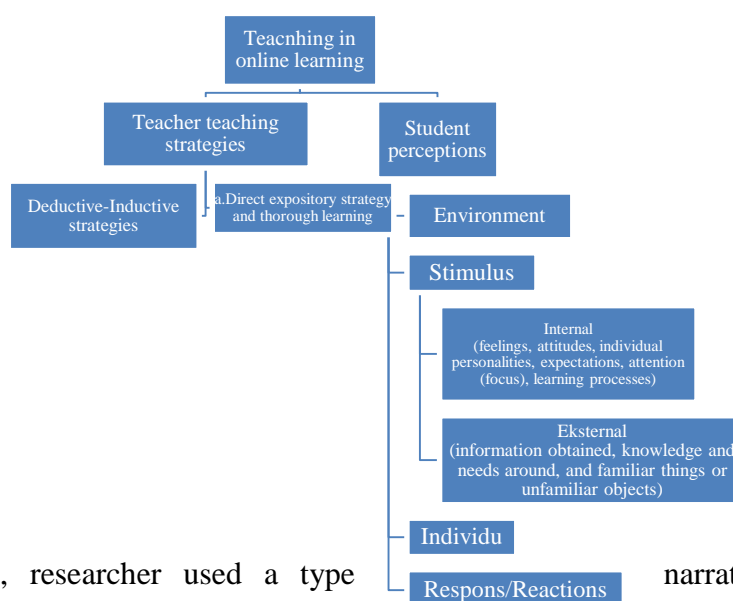 Teacnhing in
online learning
Teacher teaching
strategies
Student
perceptions
Deductive-Inductive
strategies
a.Direct expository strategy
and thorough learning
Environment
Stimulus
Internal
(feelings, attitudes, individual
personalities, expectations, attention
(focus), learning processes)
Eksternal
(information obtained, knowledge and
needs around, and familiar things or
unfamiliar objects)
Individu
Respons/Reactions
, researcher used a type